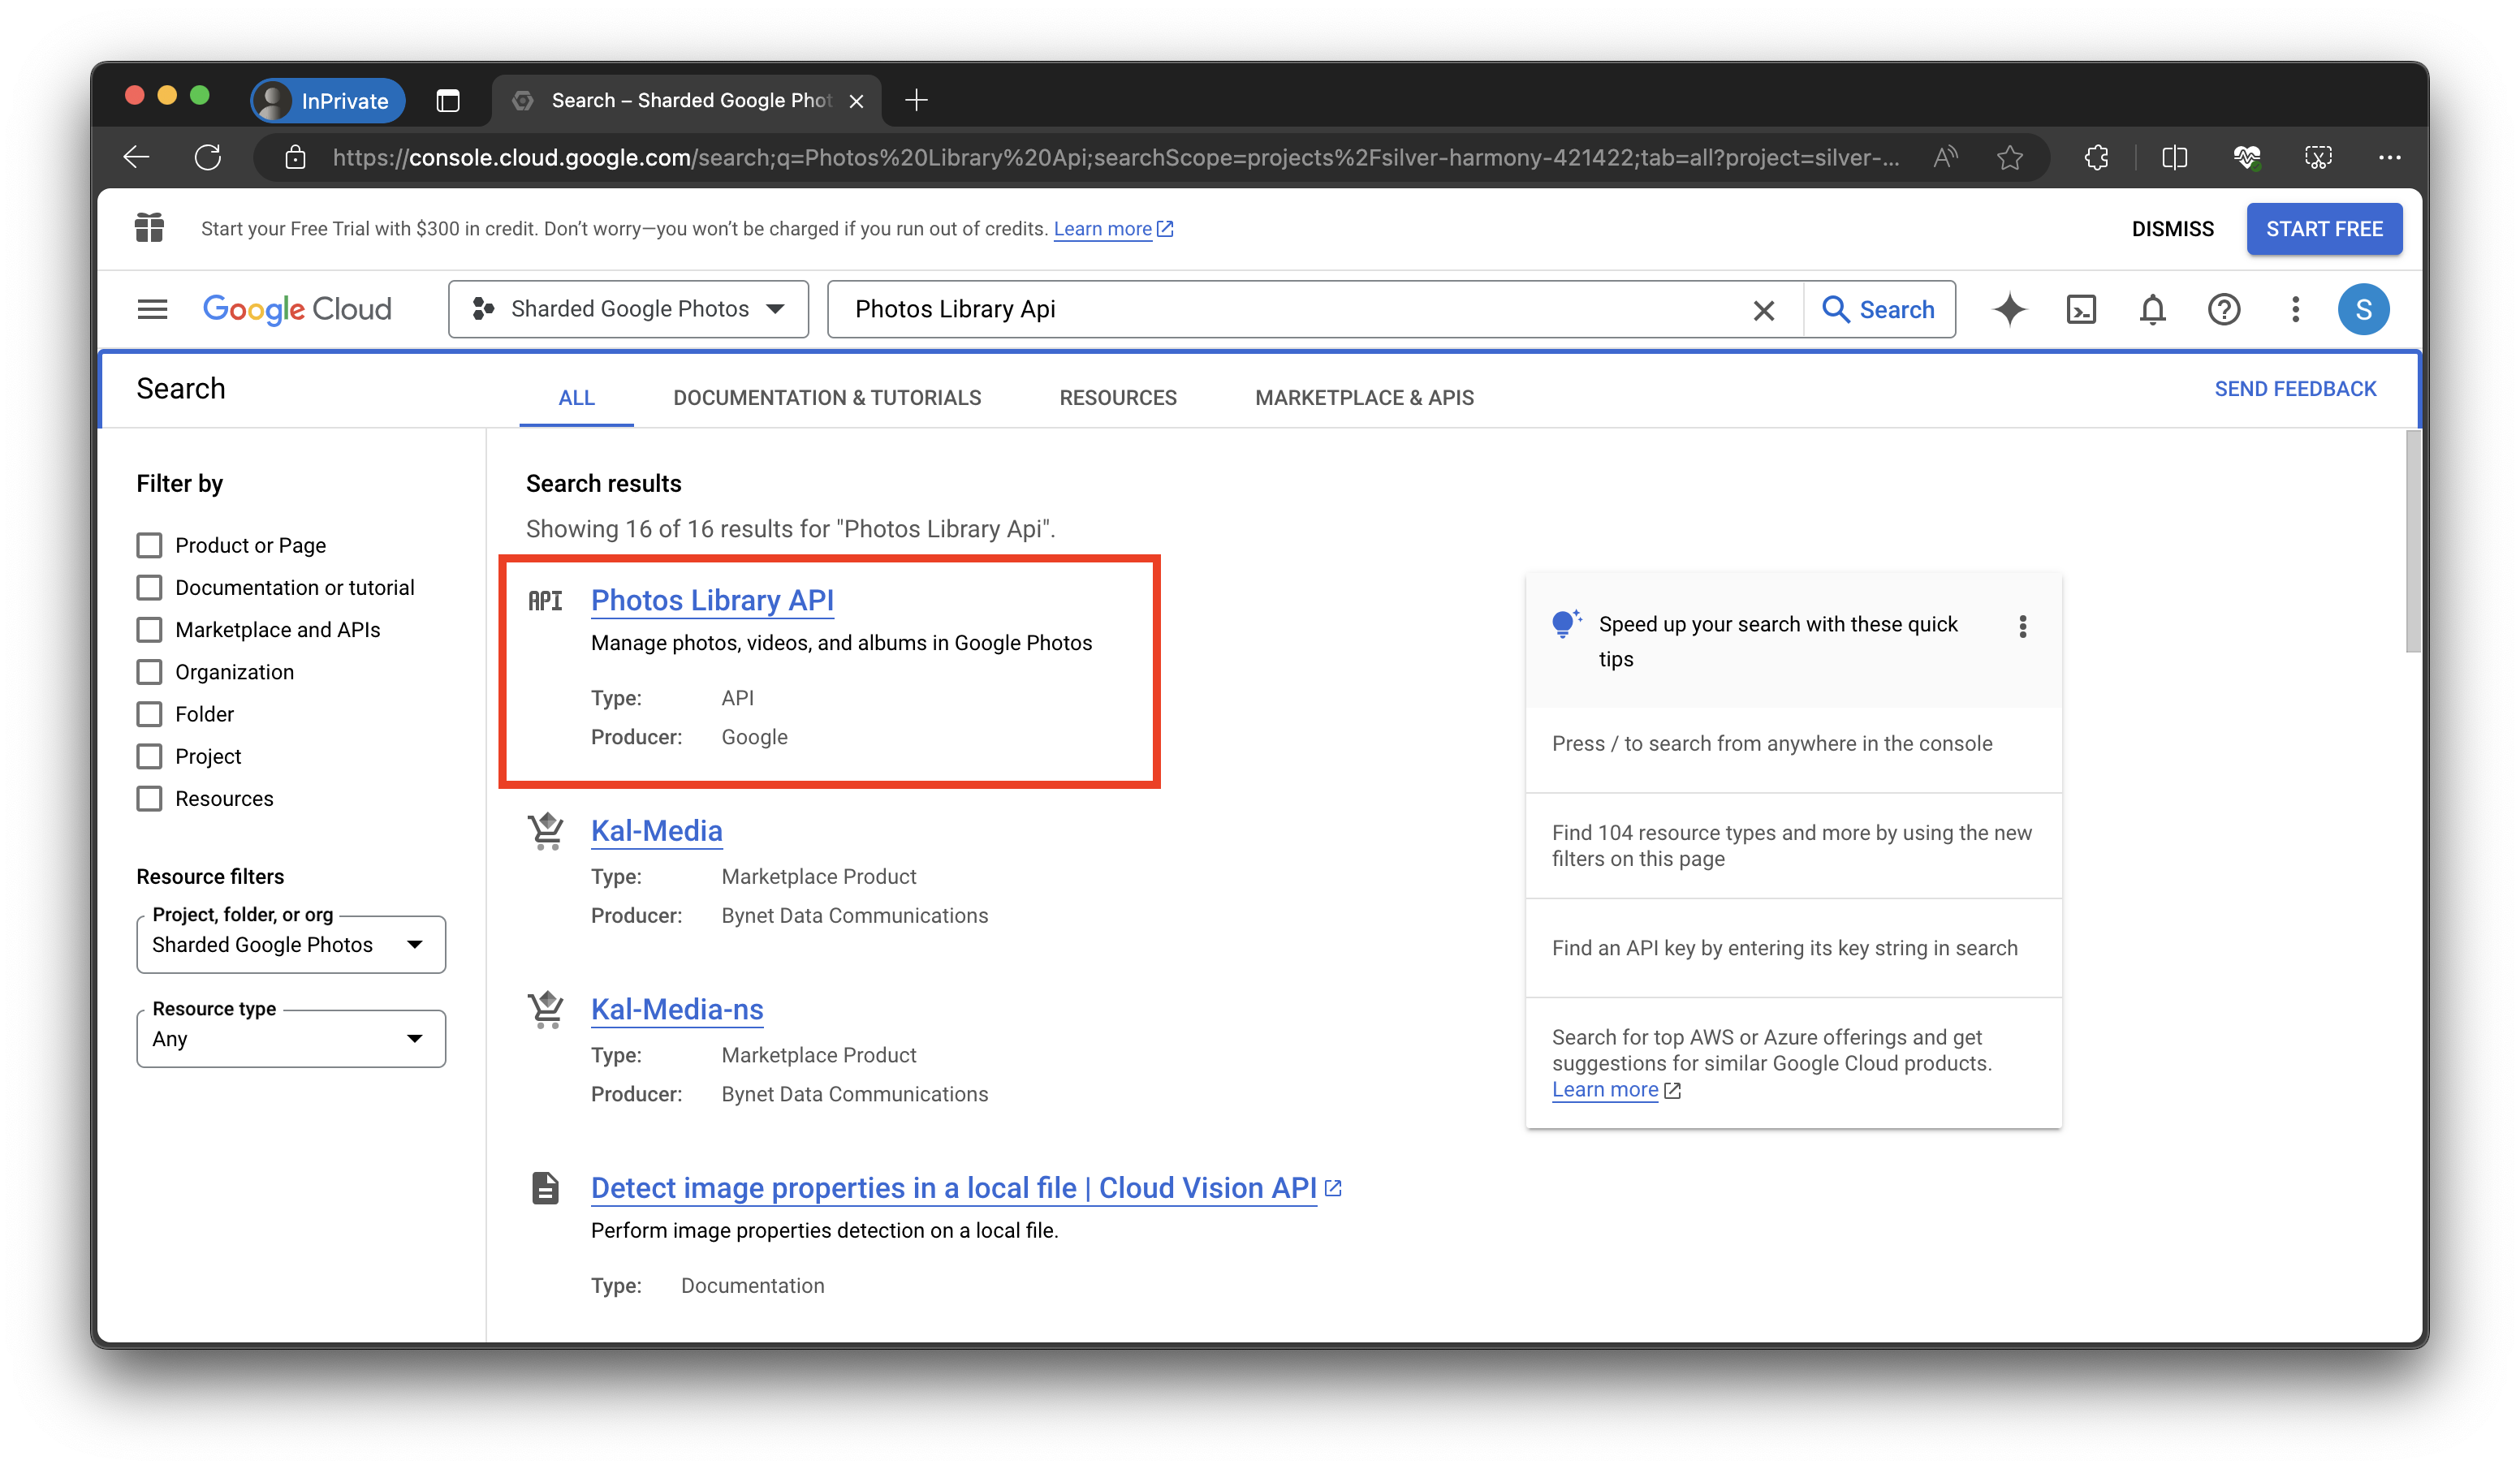 InPrivate
Search – Sharded Google Phot
https://console.cloud.google.com/search;q=Photos%20Library%20Api;searchScope=projects%2Fsilver-harmony-421422;tab=all?project=silver-...
Start your Free Trial with $300 in credit. Don’t worry—you won’t be charged if you run out of credits. Learn more
DISMISS
START FREE
Google Cloud
Sharded Google Photos
Photos Library Api
Search
S
Search
ALL
DOCUMENTATION & TUTORIALS
RESOURCES
MARKETPLACE & APIS
SEND FEEDBACK
Filter by
Product or Page
Documentation or tutorial
Marketplace and APIs
Organization
Folder
Project
Resources
Resource filters
Project, folder, or org
Sharded Google Photos
Resource type
Any
Search results
Showing 16 of 16 results for "Photos Library Api".
API Photos Library API
Manage photos, videos, and albums in Google Photos
Type: API
Producer: Google
Kal-Media
Type: Marketplace Product
Producer: Bynet Data Communications
Kal-Media-ns
Type: Marketplace Product
Producer: Bynet Data Communications
Detect image properties in a local file | Cloud Vision API
Perform image properties detection on a local file.
Type: Documentation
Speed up your search with these quick
tips
Press / to search from anywhere in the console
Find 104 resource types and more by using the new
filters on this page
Find an API key by entering its key string in search
Search for top AWS or Azure offerings and get
suggestions for similar Google Cloud products.
Learn more